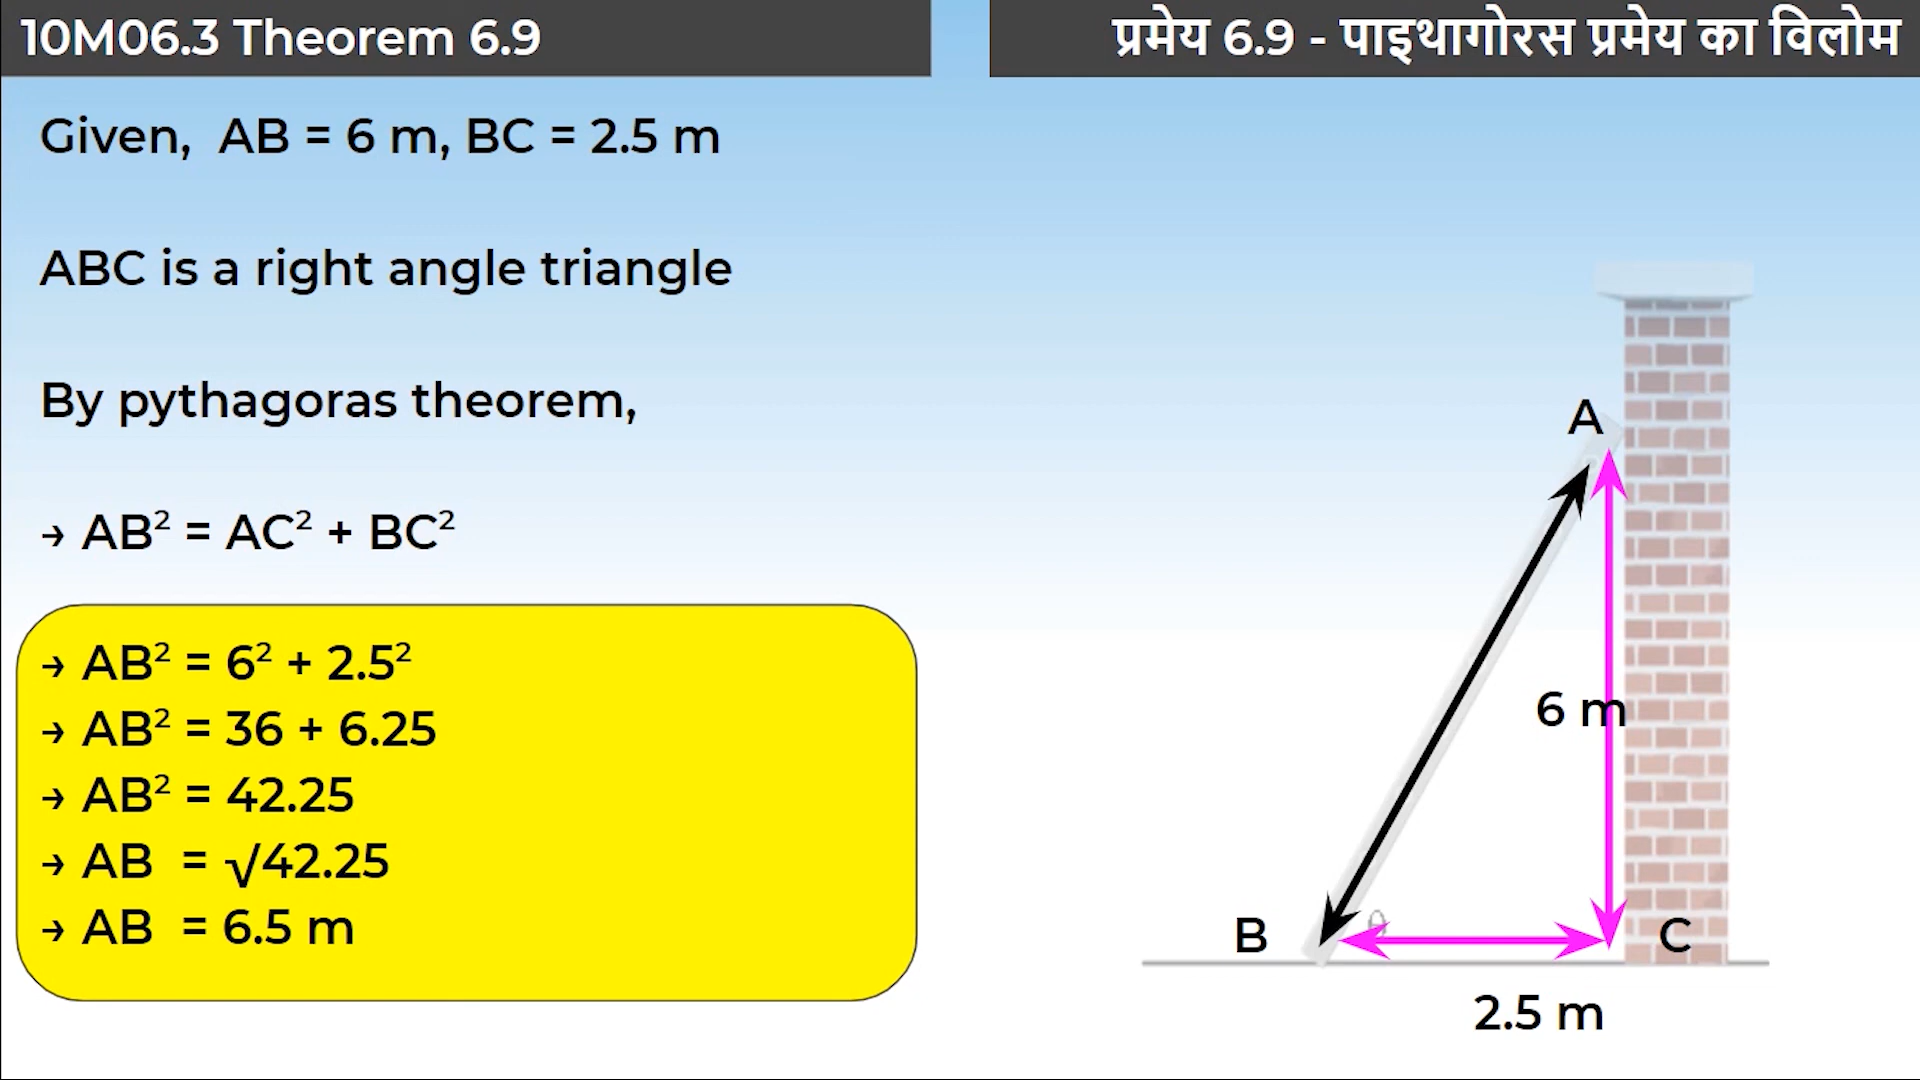 10M06.3 Theorem 6.9
प्रमेय 6.9 - पाइथागोरस प्रमेय का विलोम
Given, AB = 6 m, BC = 2.5 m
ABC is a right angle triangle
By pythagoras theorem,
→ AB² = AC² + BC²
→ AB² = 6² + 2.5²
→ AB² = 36 + 6.25
→ AB² = 42.25
→ AB = √42.25
→ AB = 6.5 m
A
6 m
B
θ
C
2.5 m